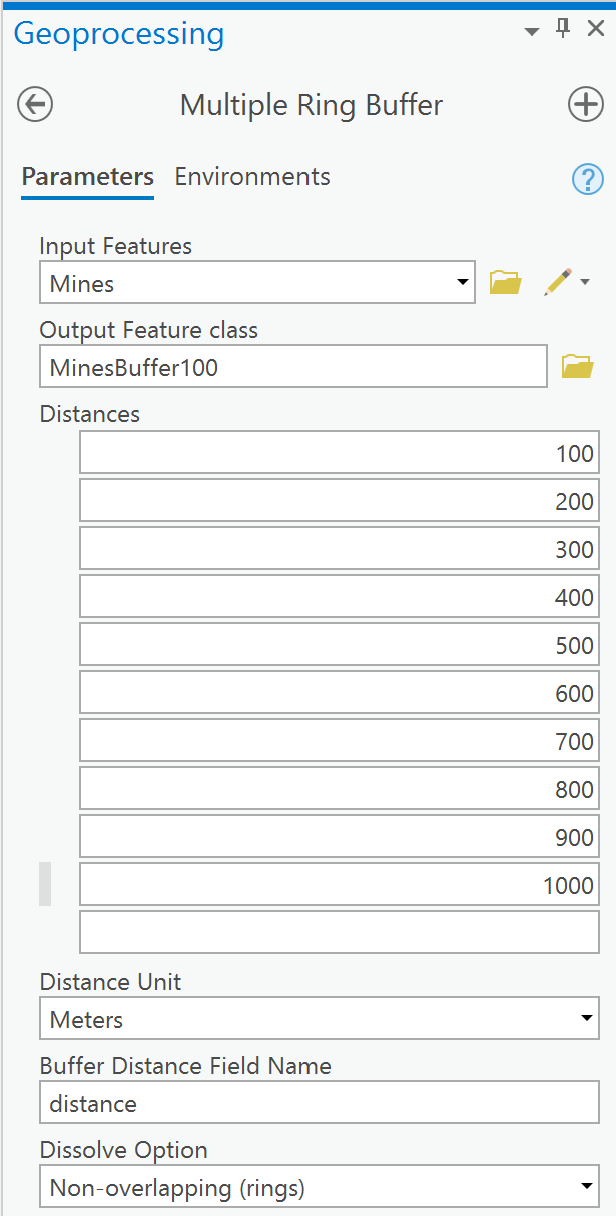 Geoprocessing
Multiple Ring Buffer
Parameters Environments
?
Input Features
Mines
Output Feature class
MinesBuffer100
Distances
100
200
300
400
500
600
700
800
900
1000
Distance Unit
Meters
Buffer Distance Field Name
distance
Dissolve Option
Non-overlapping (rings)